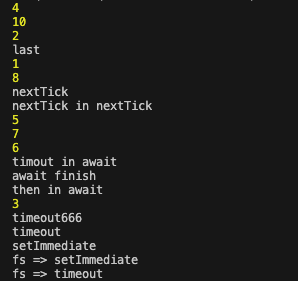 4
10
2
last
1
8
nextTick
nextTick in nextTick
5
7
6
timout in await
await finish
then in await
3
timeout666
timeout
setImmediate
fs => setImmediate
fs => timeout